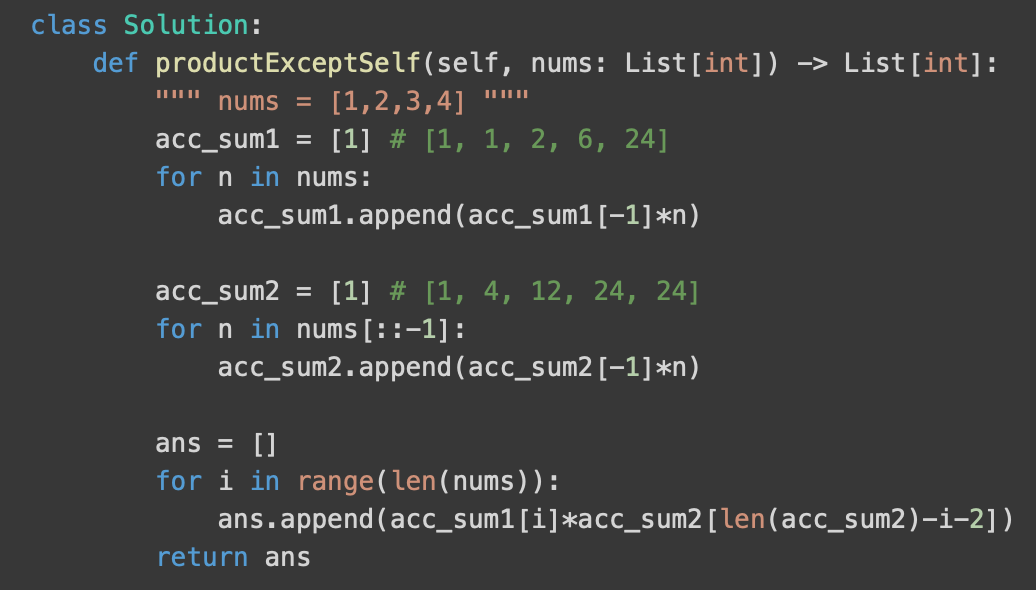 class Solution:
    def productExceptSelf(self, nums: List[int]) -> List[int]:
        """ nums = [1,2,3,4] """
        acc_sum1 = [1] # [1, 1, 2, 6, 24]
        for n in nums:
            acc_sum1.append(acc_sum1[-1]*n)

        acc_sum2 = [1] # [1, 4, 12, 24, 24]
        for n in nums[::-1]:
            acc_sum2.append(acc_sum2[-1]*n)

        ans = []
        for i in range(len(nums)):
            ans.append(acc_sum1[i]*acc_sum2[len(acc_sum2)-i-2])
        return ans